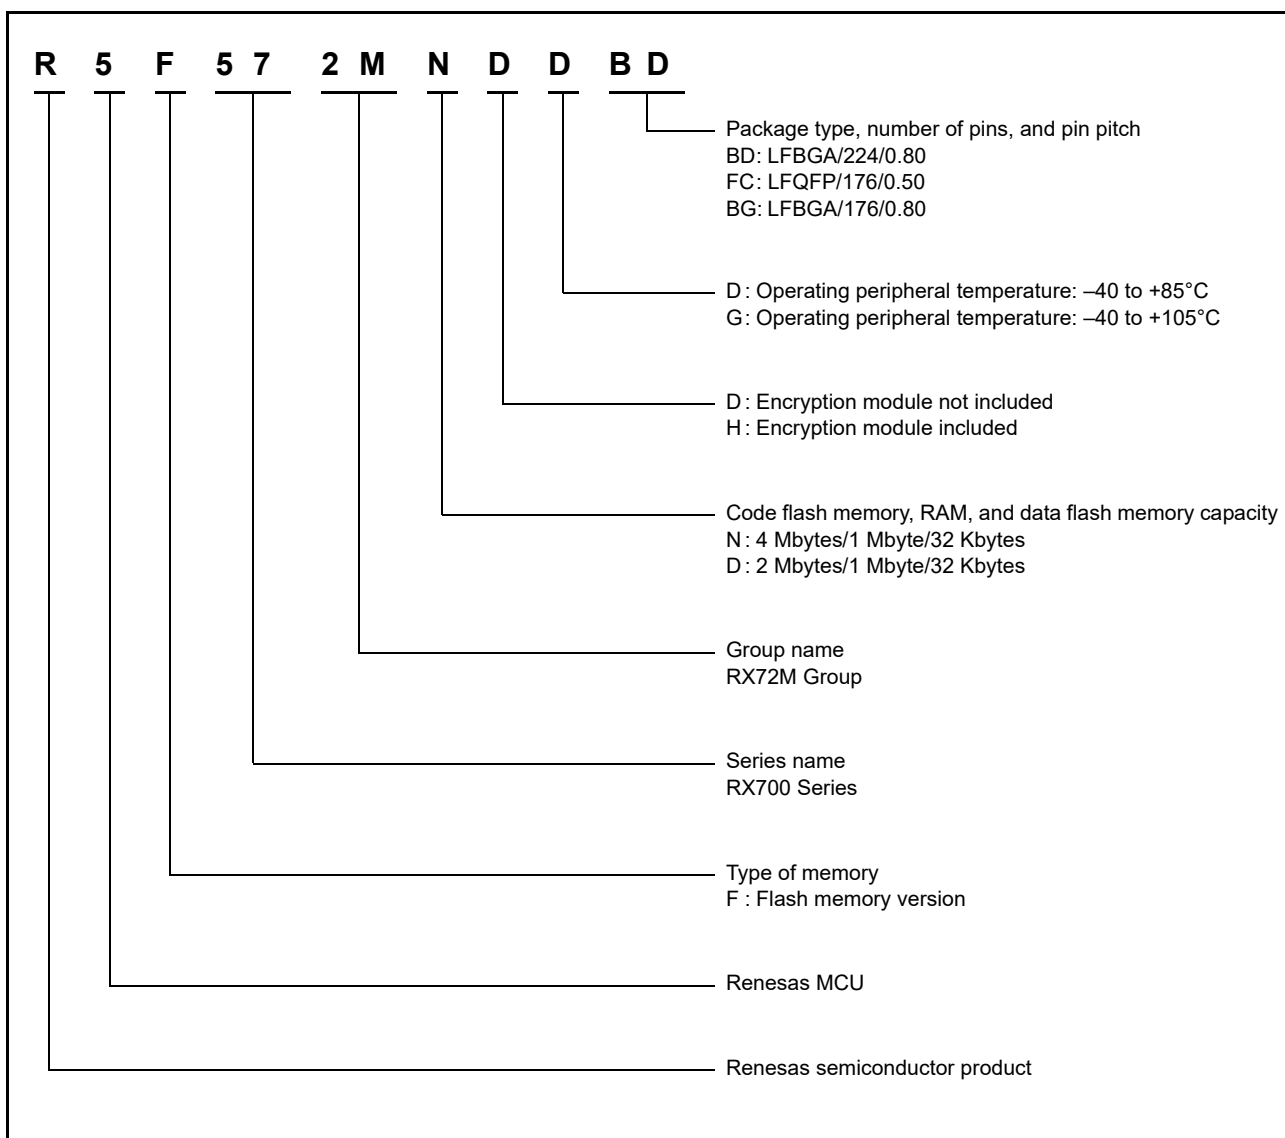 R 5 F 5 7 2 M N D D B D
Package type, number of pins, and pin pitch
BD: LFBGA/224/0.80
FC: LFQFP/176/0.50
BG: LFBGA/176/0.80
D: Operating peripheral temperature: –40 to +85°C
G: Operating peripheral temperature: –40 to +105°C
D: Encryption module not included
H: Encryption module included
Code flash memory, RAM, and data flash memory capacity
N: 4 Mbytes/1 Mbyte/32 Kbytes
D: 2 Mbytes/1 Mbyte/32 Kbytes
Group name
RX72M Group
Series name
RX700 Series
Type of memory
F : Flash memory version
Renesas MCU
Renesas semiconductor product